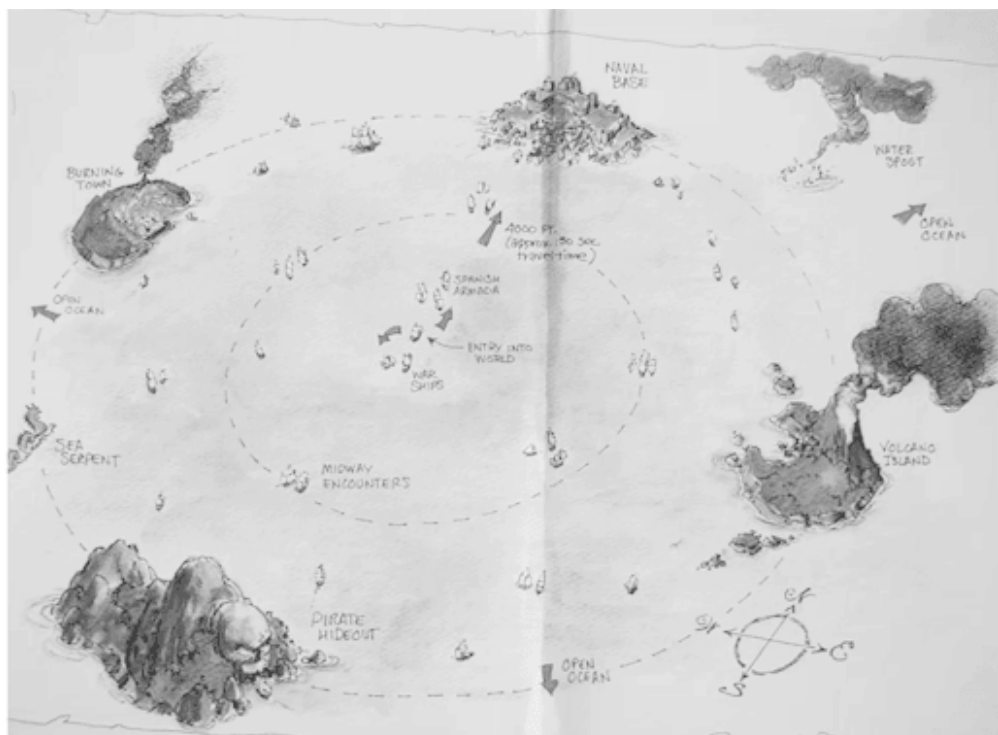 NAVAL
BASE
WATER
SPOUT
BURNING
TOWN
OPEN
OCEAN
4000 FT.
(approx. 150 sec.
travel-time)
SPANISH
ARMADA
OPEN
OCEAN
ENTRY INTO
WORLD
WAR
SHIPS
SEA
SERPENT
MIDWAY
ENCOUNTERS
VOLCANO
ISLAND
PIRATE
HIDEOUT
OPEN
OCEAN
N
W
E
S